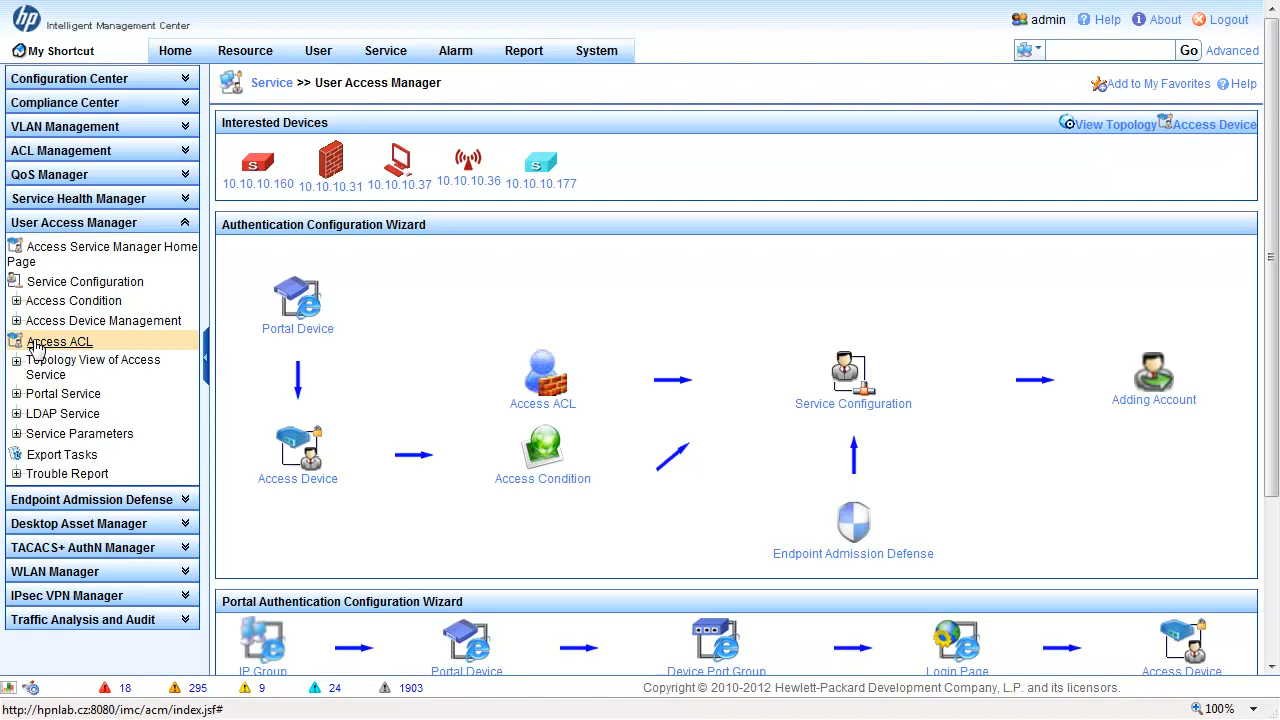 hp Intelligent Management Center
admin Help About Logout
My Shortcut
Home Resource User Service Alarm Report System
Go Advanced
Configuration Center
Compliance Center
VLAN Management
ACL Management
QoS Manager
Service Health Manager
User Access Manager
Access Service Manager Home
Page
Service Configuration
Access Condition
Access Device Management
Access ACL
Topology View of Access
Service
Portal Service
LDAP Service
Service Parameters
Export Tasks
Trouble Report
Endpoint Admission Defense
Desktop Asset Manager
TACACS+ AuthN Manager
WLAN Manager
IPsec VPN Manager
Traffic Analysis and Audit
Service >> User Access Manager
Add to My Favorites Help
Interested Devices
View Topology Access Device
10.10.10.160 10.10.10.31 10.10.10.37 10.10.10.36 10.10.10.177
Authentication Configuration Wizard
Portal Device
Access ACL
Service Configuration
Adding Account
Access Device
Access Condition
Endpoint Admission Defense
Portal Authentication Configuration Wizard
IP Group Portal Device Device Port Group Login Page Access Device
18 295 9 24 1903
Copyright © 2010-2012 Hewlett-Packard Development Company, L.P. and its licensors.
http://hpnlab.cz:8080/imc/acm/index.jsf#
100%